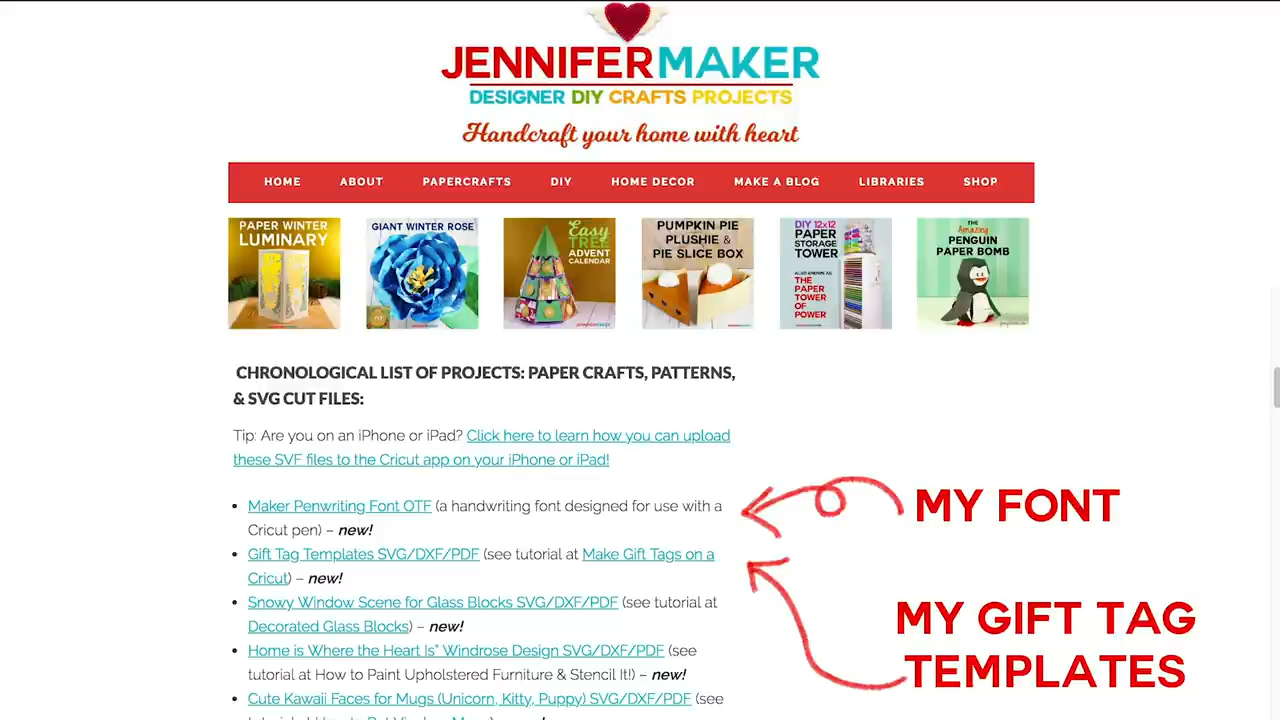 JENNIFERMAKER
DESIGNER DIY CRAFTS PROJECTS
Handcraft your home with heart
HOME ABOUT PAPERCRAFTS DIY HOME DECOR MAKE A BLOG LIBRARIES SHOP
PAPER WINTER
LUMINARY
GIANT WINTER ROSE
Easy
TREE
ADVENT
CALENDAR
PUMPKIN PIE
PLUSHIE &
PIE SLICE BOX
DIY 12x12
PAPER
STORAGE
TOWER
ALSO KNOWN AS
THE
PAPER
TOWER
OF
POWER
THE
Amazing
PENGUIN
PAPER BOMB
CHRONOLOGICAL LIST OF PROJECTS: PAPER CRAFTS, PATTERNS,
& SVG CUT FILES:
Tip: Are you on an iPhone or iPad? Click here to learn how you can upload
these SVF files to the Cricut app on your iPhone or iPad!
Maker Penwriting Font OTF (a handwriting font designed for use with a
Cricut pen) – new!
Gift Tag Templates SVG/DXF/PDF (see tutorial at Make Gift Tags on a
Cricut) – new!
Snowy Window Scene for Glass Blocks SVG/DXF/PDF (see tutorial at
Decorated Glass Blocks) – new!
Home is Where the Heart Is” Windrose Design SVG/DXF/PDF (see
tutorial at How to Paint Upholstered Furniture & Stencil It!) – new!
Cute Kawaii Faces for Mugs (Unicorn, Kitty, Puppy) SVG/DXF/PDF (see
MY FONT
MY GIFT TAG
TEMPLATES